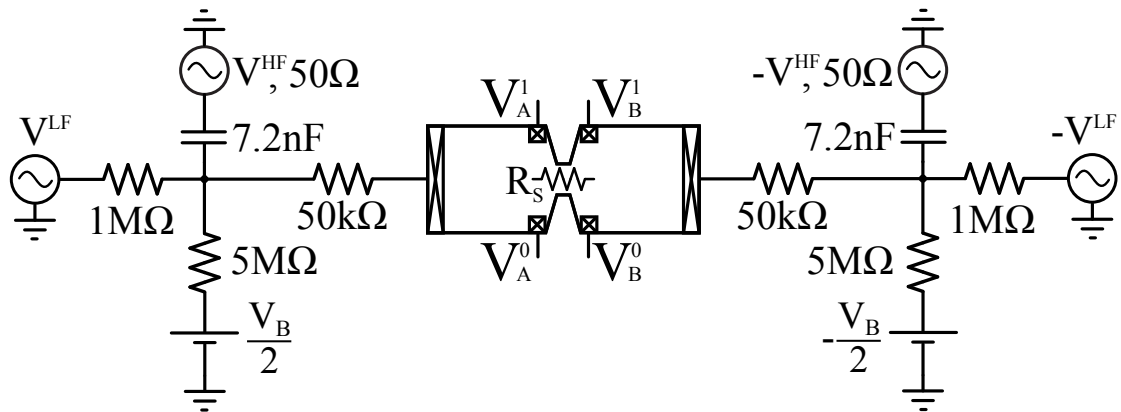 V^HF, 50Ω
-V^HF, 50Ω
V_A^1
V_B^1
V^LF
7.2nF
7.2nF
-V^LF
R_S
1MΩ
50kΩ
50kΩ
1MΩ
V_A^0
V_B^0
5MΩ
5MΩ
V_B
2
-V_B
2